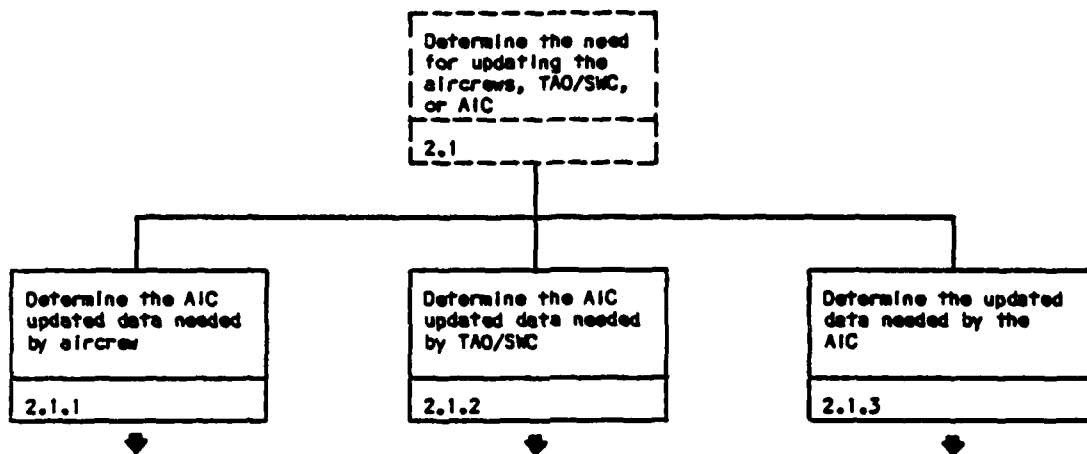 Determine the need
for updating the
aircrews, TAO/SWC,
or AIC
2.1
Determine the AIC
updated data needed
by aircrew
2.1.1
Determine the AIC
updated data needed
by TAO/SWC
2.1.2
Determine the updated
data needed by the
AIC
2.1.3